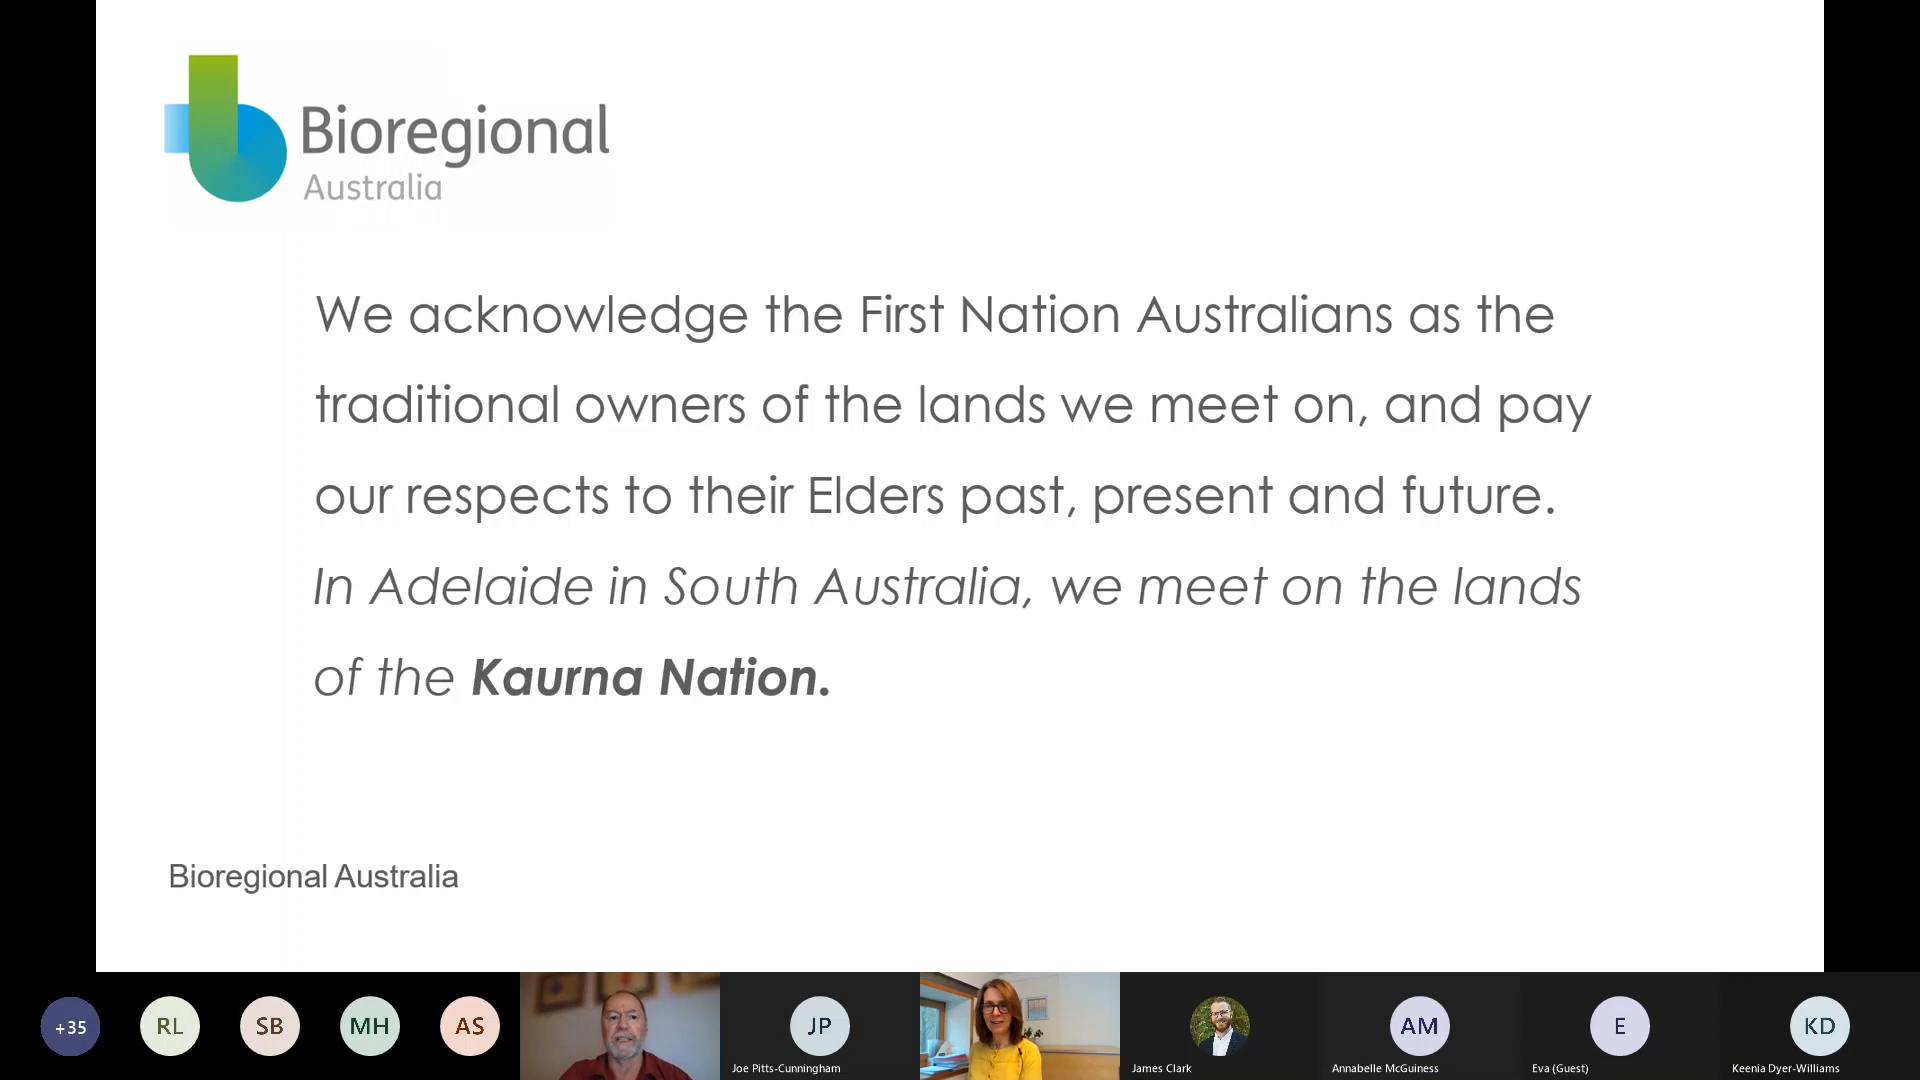 Bioregional
Australia
We acknowledge the First Nation Australians as the
traditional owners of the lands we meet on, and pay
our respects to their Elders past, present and future.
In Adelaide in South Australia, we meet on the lands
of the Kaurna Nation.
Bioregional Australia
+35
RL
SB
MH
AS
JP
Joe Pitts-Cunningham
James Clark
AM
Annabelle McGuiness
E
Eva (Guest)
KD
Keenia Dyer-Williams